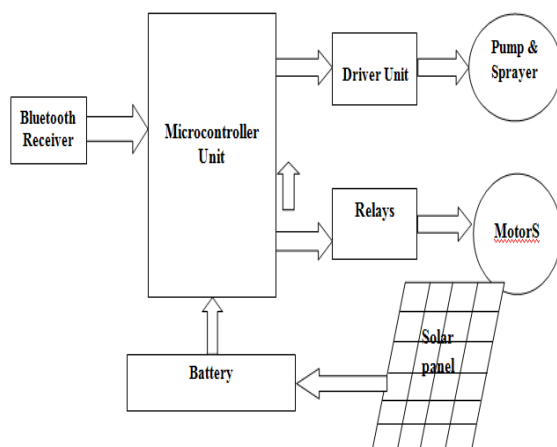 Pump &
Sprayer
Driver Unit
Bluetooth
Receiver
Microcontroller
Unit
Relays
MotorS
Solar
panel
Battery